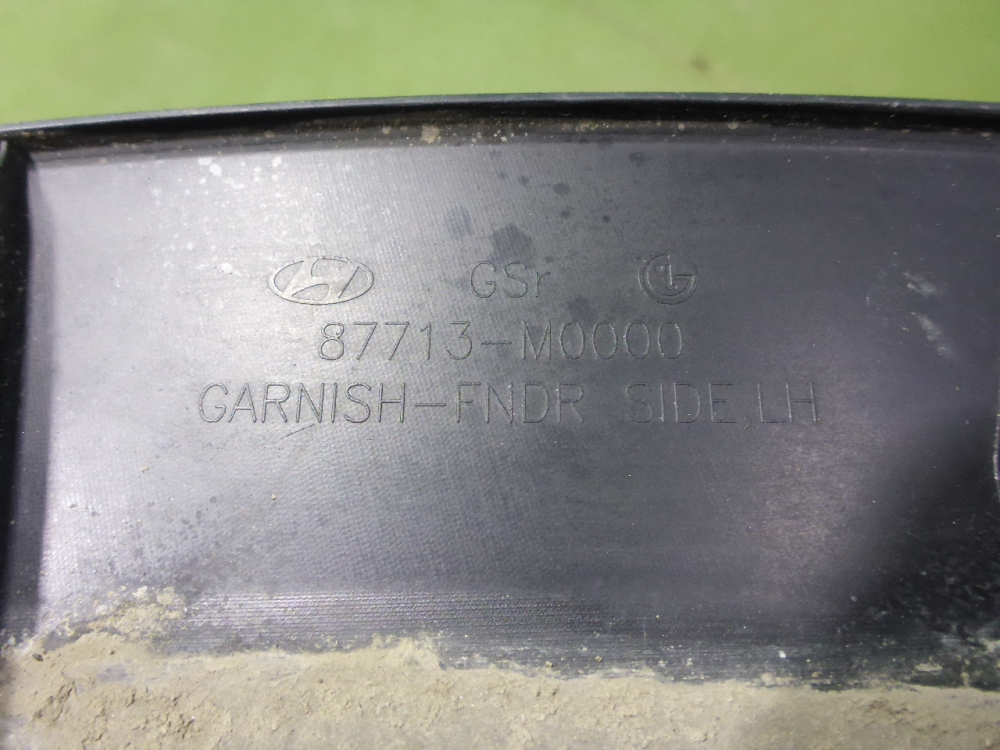 GSr
87713-M0000
GARNISH-FNDR SIDE,LH